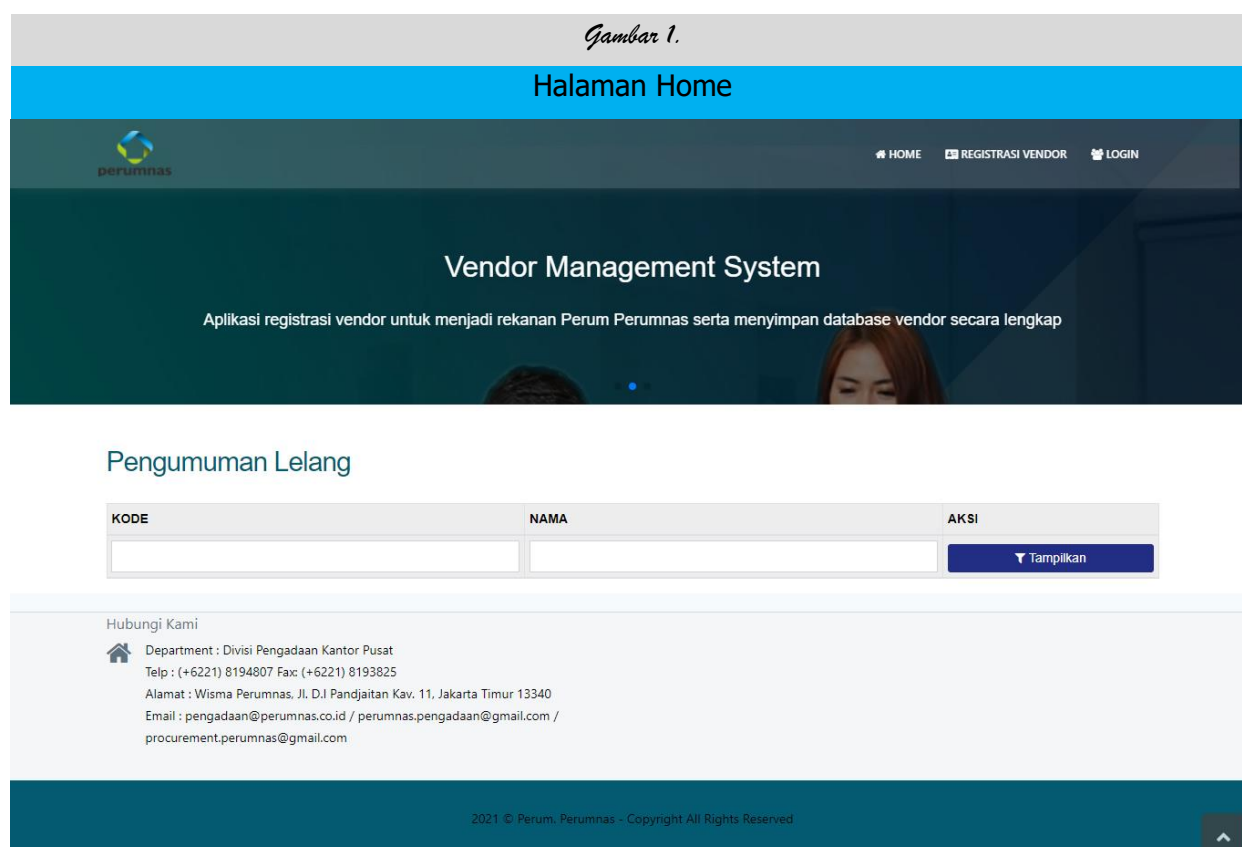 Gambar 1.
Halaman Home
perumnas
HOME REGISTRASI VENDOR LOGIN
Vendor Management System
Aplikasi registrasi vendor untuk menjadi rekanan Perum Perumnas serta menyimpan database vendor secara lengkap
Pengumuman Lelang
KODE NAMA AKSI
Tampilkan
Hubungi Kami
Department : Divisi Pengadaan Kantor Pusat
Telp : (+6221) 8194807 Fax: (+6221) 8193825
Alamat : Wisma Perumnas, Jl. D.I Pandjaitan Kav. 11, Jakarta Timur 13340
Email : pengadaan@perumnas.co.id / perumnas.pengadaan@gmail.com /
procurement.perumnas@gmail.com
2021 © Perum. Perumnas - Copyright All Rights Reserved